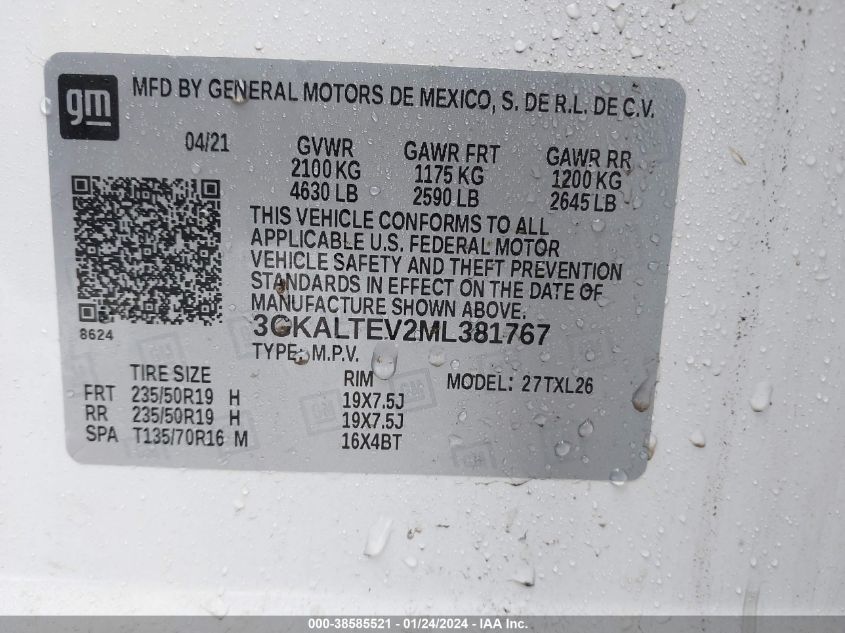 gm
MFD BY GENERAL MOTORS DE MEXICO, S. DE R.L. DE C.V.
04/21
GVWR GAWR FRT GAWR RR
2100 KG 1175 KG 1200 KG
4630 LB 2590 LB 2645 LB
THIS VEHICLE CONFORMS TO ALL
APPLICABLE U.S. FEDERAL MOTOR
VEHICLE SAFETY AND THEFT PREVENTION
STANDARDS IN EFFECT ON THE DATE OF
MANUFACTURE SHOWN ABOVE.
8624
3GKALTEV2ML381767
TYPE: M.P.V.
TIRE SIZE RIM MODEL: 27TXL26
FRT 235/50R19 H 19X7.5J
RR 235/50R19 H 19X7.5J
SPA T135/70R16 M 16X4BT
000-38585521 - 01/24/2024 - IAA Inc.